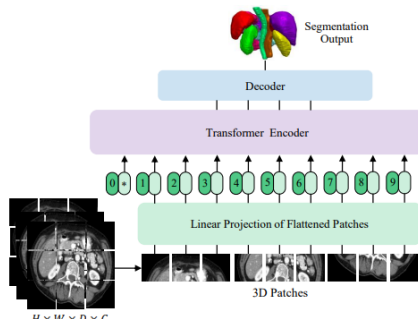 Segmentation
Output
Decoder
Transformer Encoder
0 * 1 2 3 4 5 6 7 8 9
Linear Projection of Flattened Patches
3D Patches
H × W × D × C